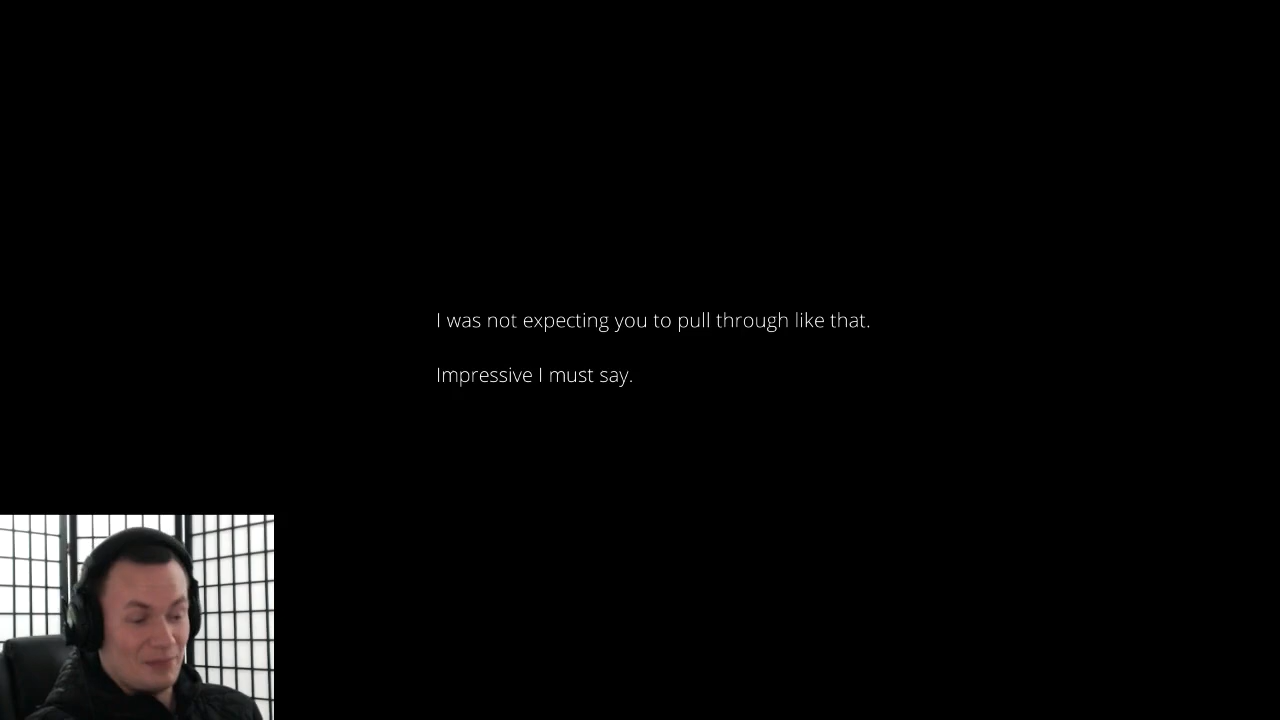 I was not expecting you to pull through like that.
Impressive I must say.